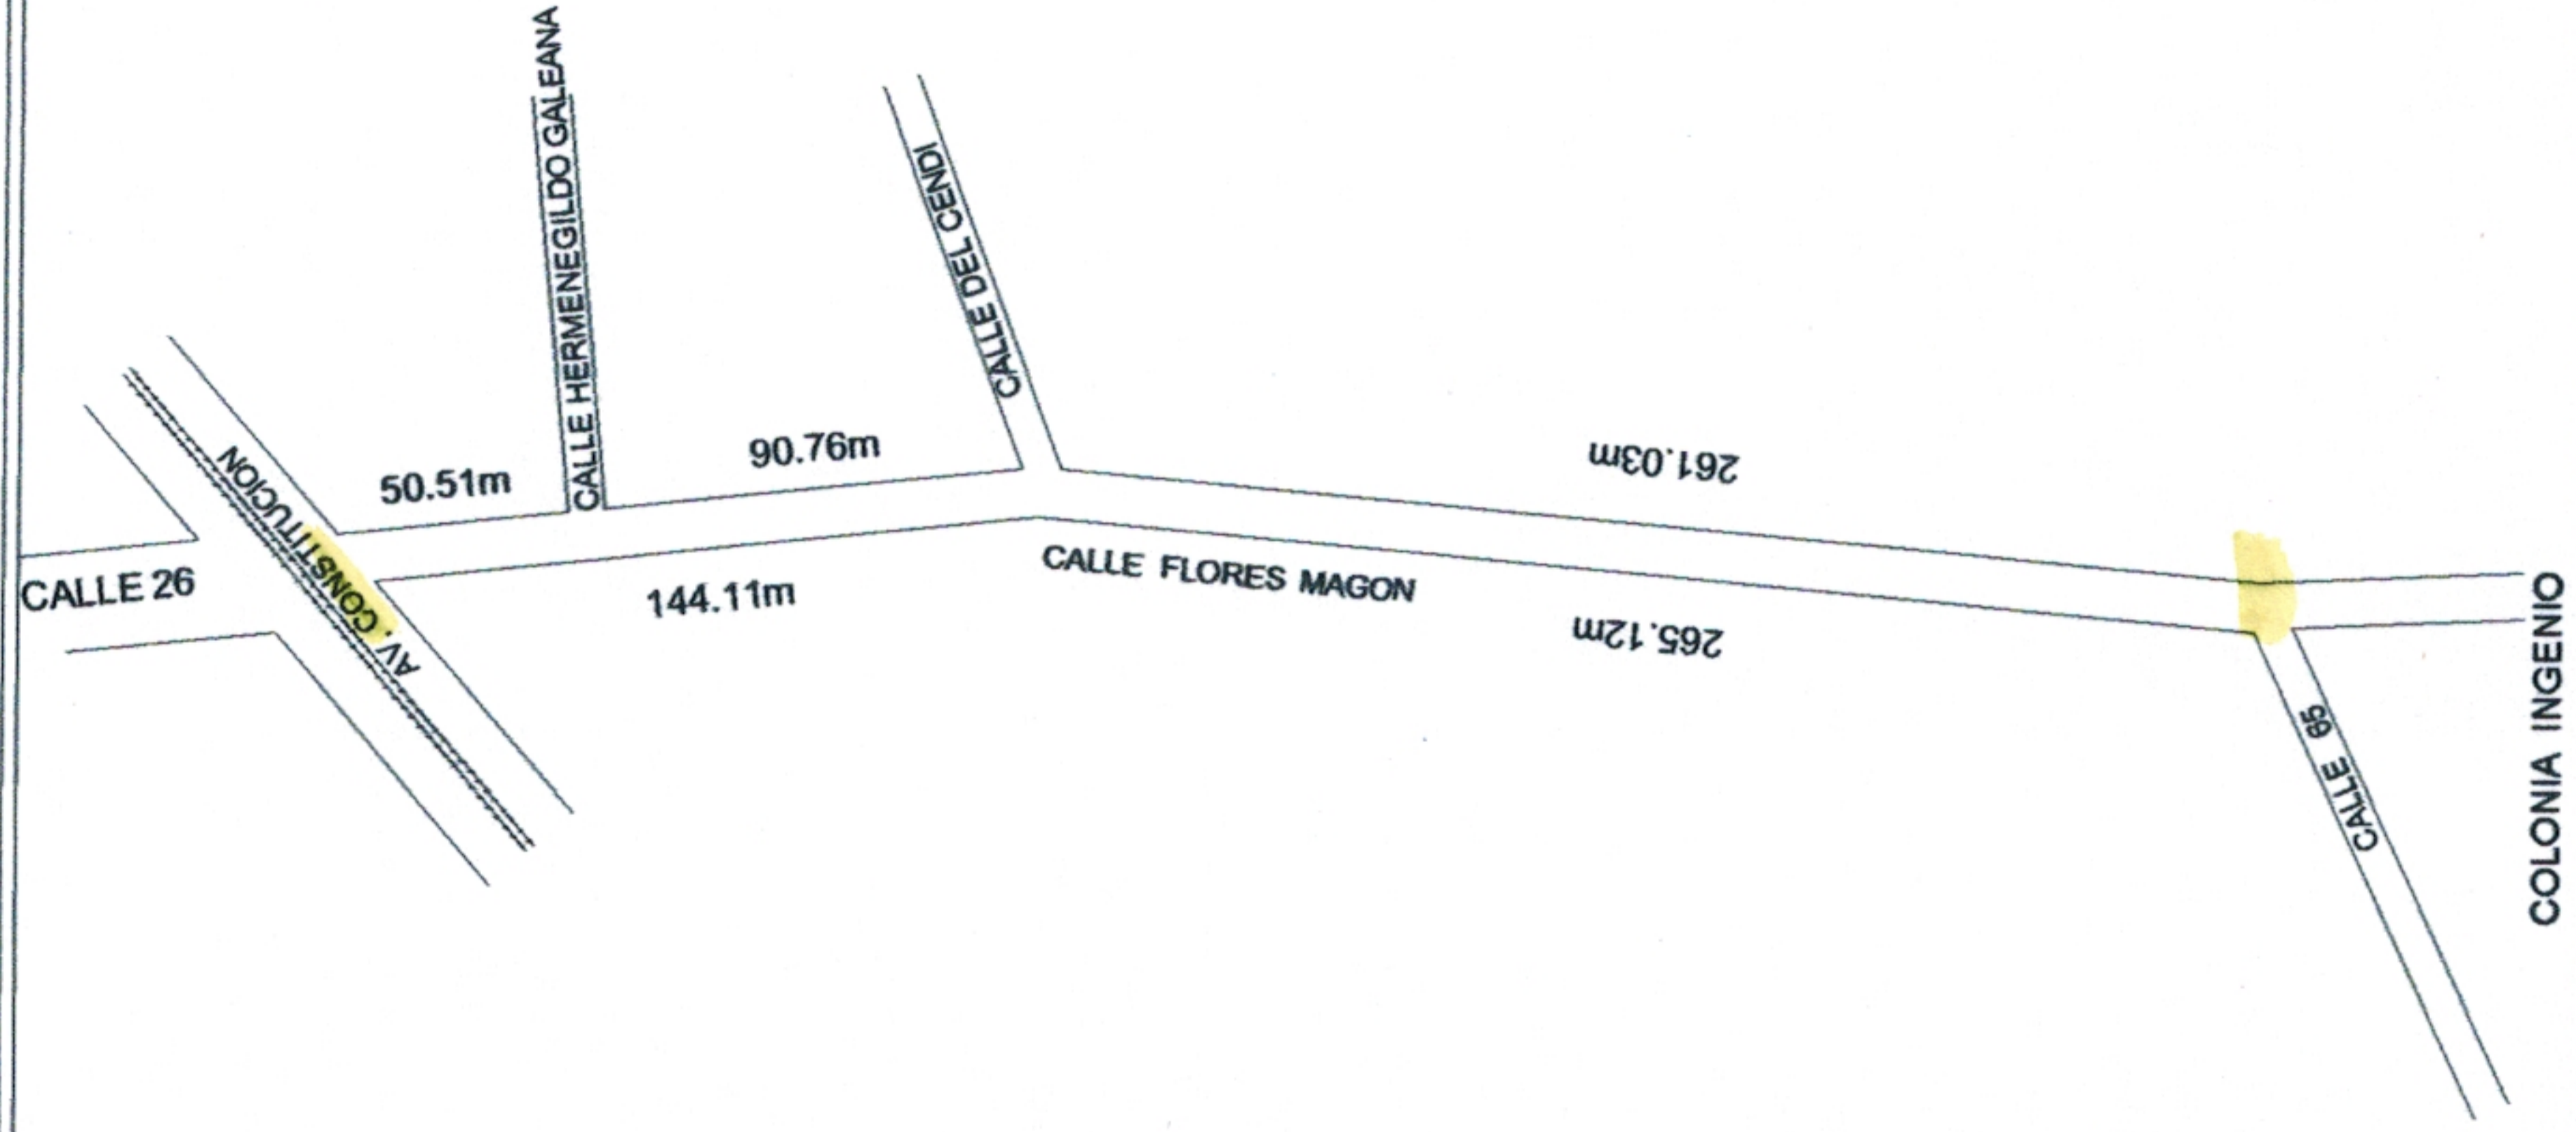 CALLE HERMENEGILDO GALEANA
CALLE DEL CENDI
AV. CONSTITUCION
50.51m
90.76m
261.03m
CALLE 26
144.11m
CALLE FLORES MAGON
265.12m
CALLE 65
COLONIA INGENIO